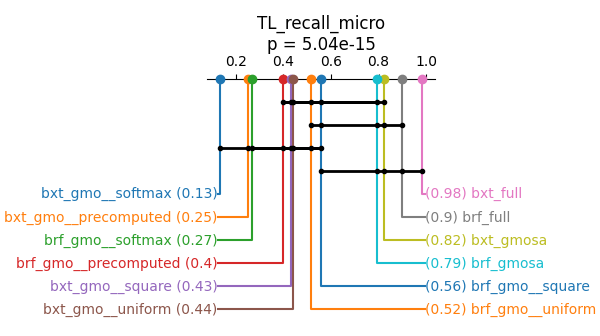 TL_recall_micro
p = 5.04e-15
0.2 0.4 0.6 0.8 1.0
bxt_gmo__softmax (0.13) (0.98) bxt_full
bxt_gmo__precomputed (0.25) (0.9) brf_full
brf_gmo__softmax (0.27) (0.82) bxt_gmosa
brf_gmo__precomputed (0.4) (0.79) brf_gmosa
bxt_gmo__square (0.43) (0.56) brf_gmo__square
bxt_gmo__uniform (0.44) (0.52) brf_gmo__uniform